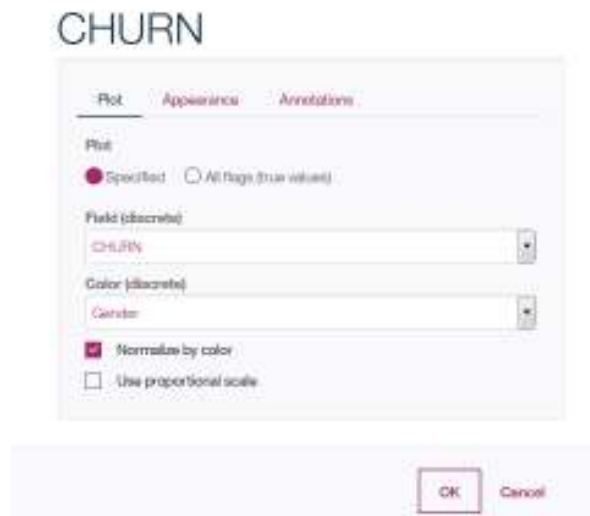 CHURN
Plot Appearance Annotations
Plot
Specified All flags (true values)
Field (discrete)
CHURN
Color (discrete)
Gender
Normalize by color
Use proportional scale
OK Cancel